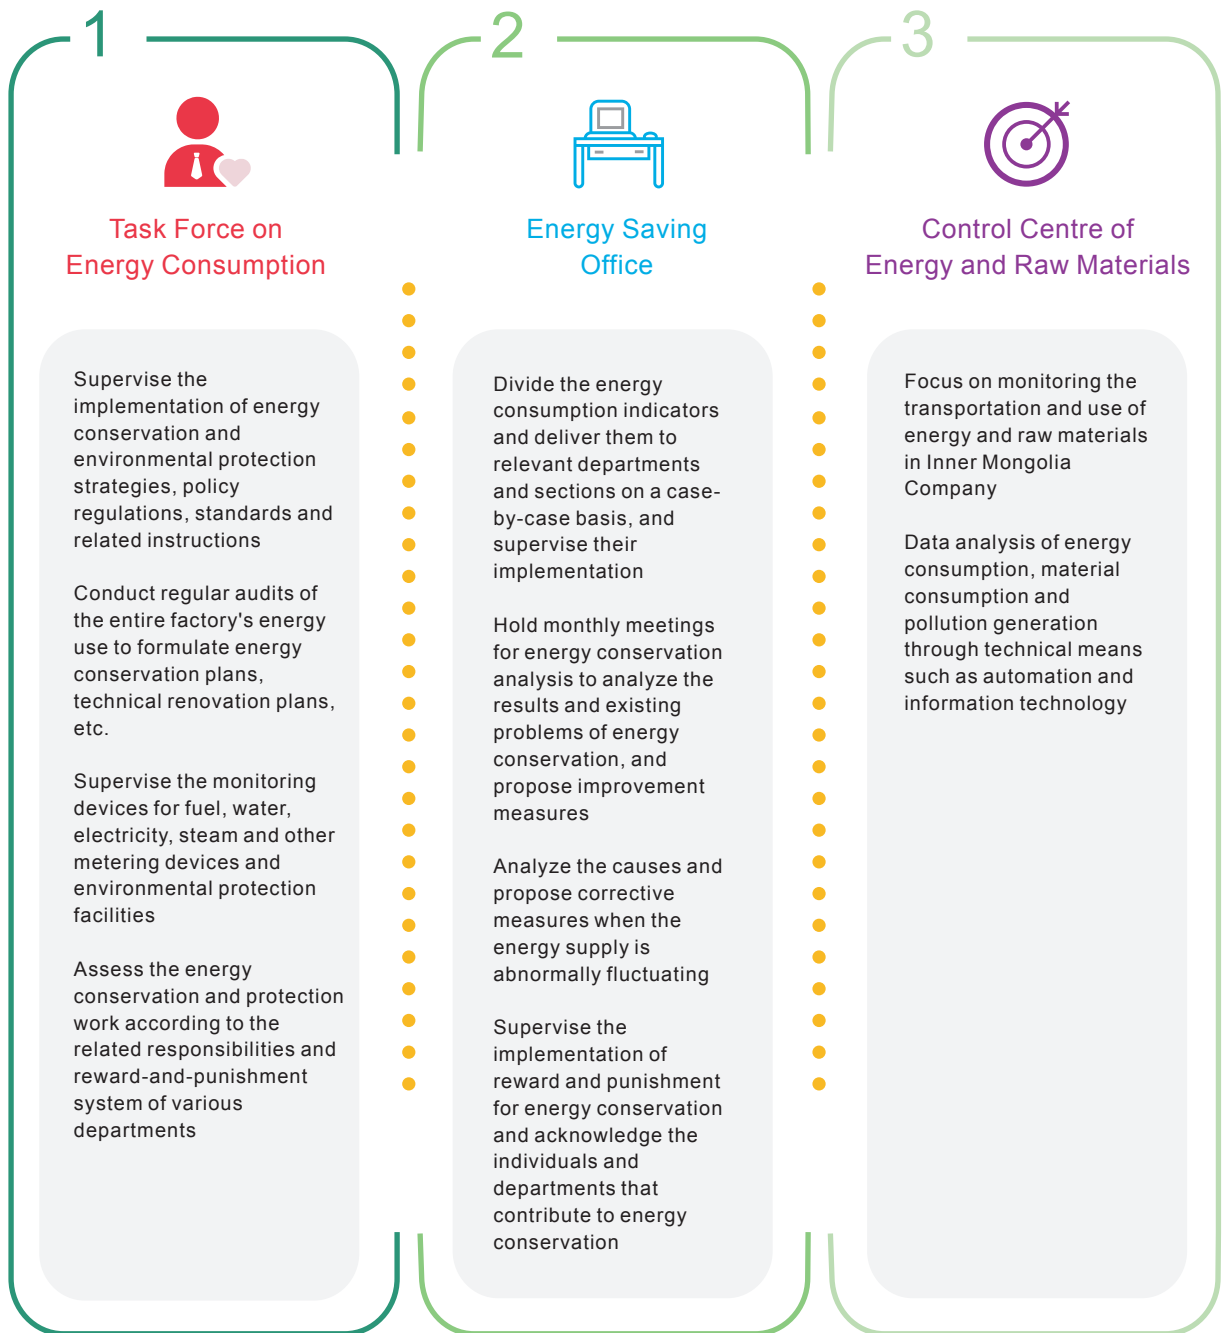 1
Task Force on
Energy Consumption
Supervise the
implementation of energy
conservation and
environmental protection
strategies, policy
regulations, standards and
related instructions
Conduct regular audits of
the entire factory's energy
use to formulate energy
conservation plans,
technical renovation plans,
etc.
Supervise the monitoring
devices for fuel, water,
electricity, steam and other
metering devices and
environmental protection
facilities
Assess the energy
conservation and protection
work according to the
related responsibilities and
reward-and-punishment
system of various
departments
2
Energy Saving
Office
Divide the energy
consumption indicators
and deliver them to
relevant departments
and sections on a case-
by-case basis, and
supervise their
implementation
Hold monthly meetings
for energy conservation
analysis to analyze the
results and existing
problems of energy
conservation, and
propose improvement
measures
Analyze the causes and
propose corrective
measures when the
energy supply is
abnormally fluctuating
Supervise the
implementation of
reward and punishment
for energy conservation
and acknowledge the
individuals and
departments that
contribute to energy
conservation
3
Control Centre of
Energy and Raw Materials
Focus on monitoring the
transportation and use of
energy and raw materials
in Inner Mongolia
Company
Data analysis of energy
consumption, material
consumption and
pollution generation
through technical means
such as automation and
information technology